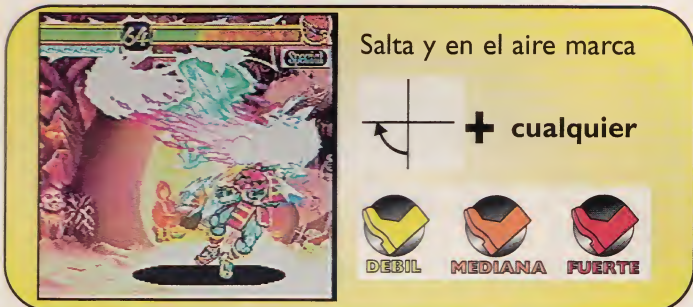 64
Special
Salta y en el aire marca
+ cualquier
DEBIL
MEDIANA
FUERTE